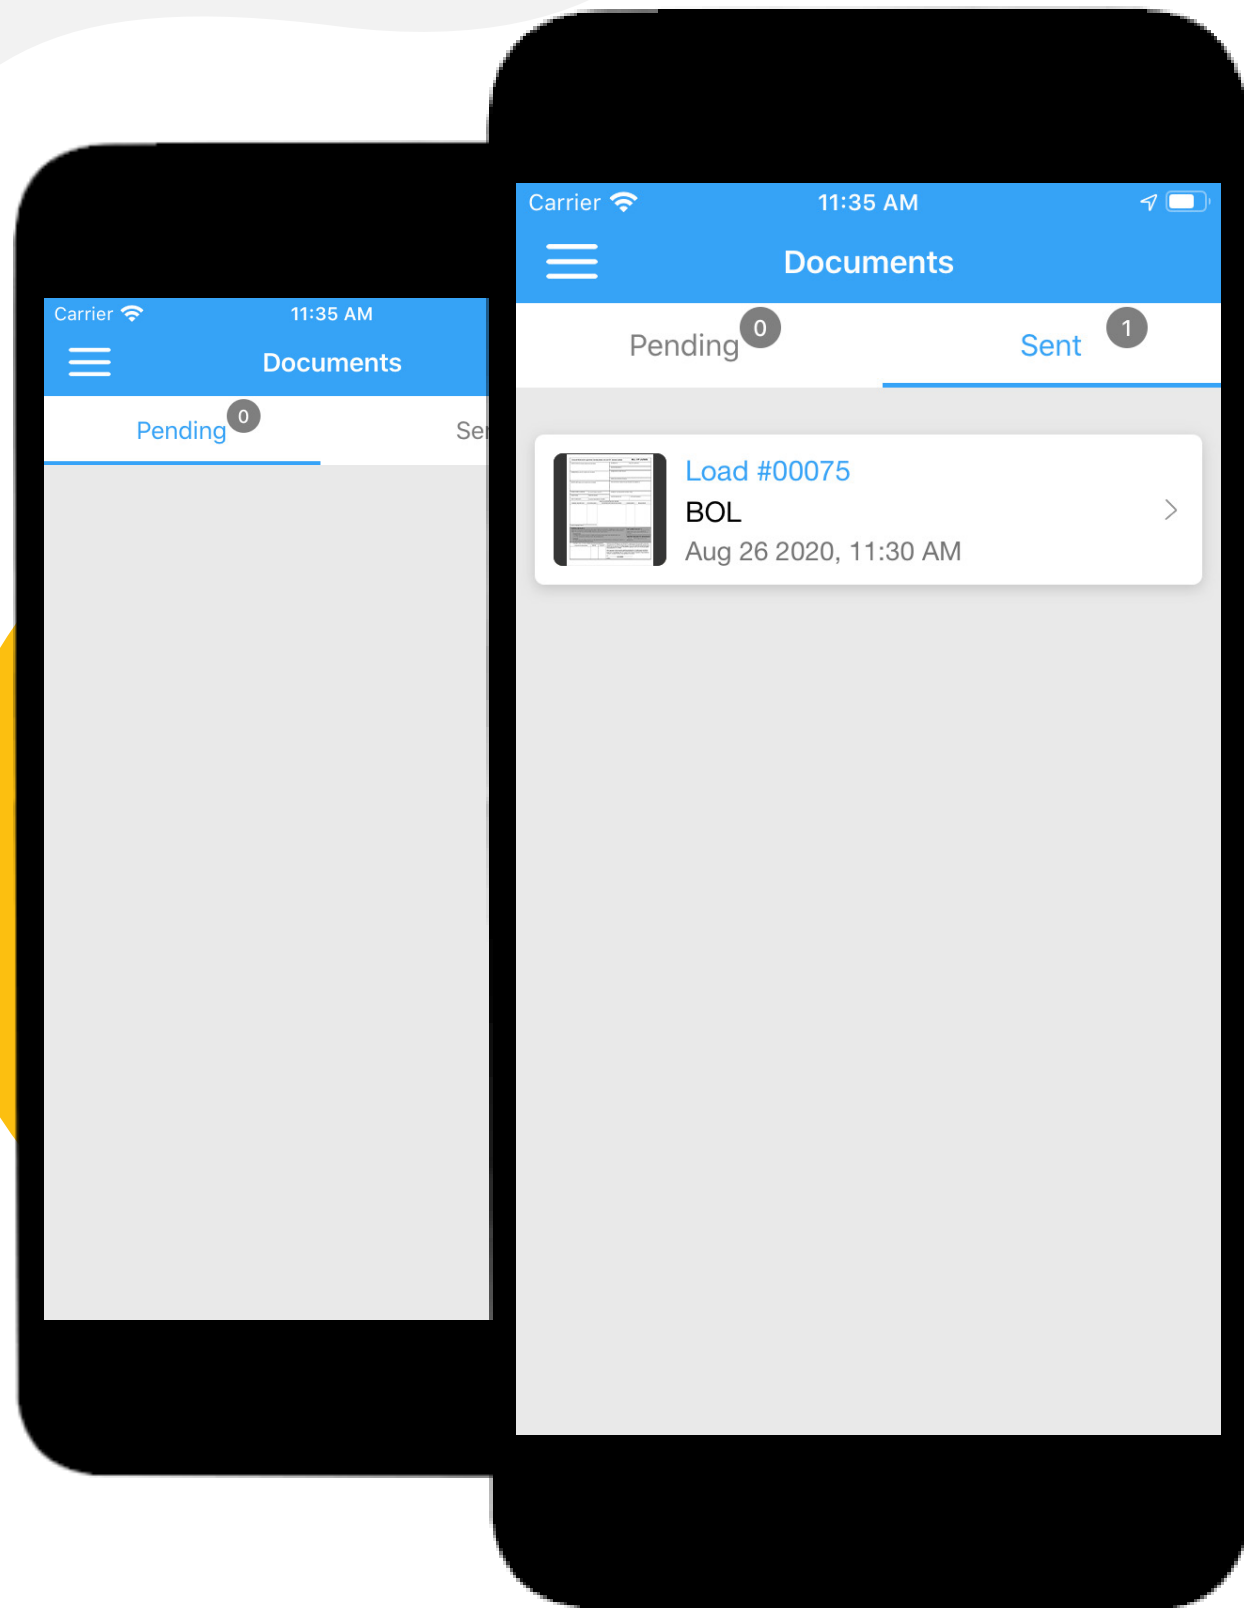 Carrier
11:35 AM
Documents
Pending
0
Carrier
11:35 AM
Documents
Pending
0
Sent
1
Load #00075
BOL
Aug 26 2020, 11:30 AM